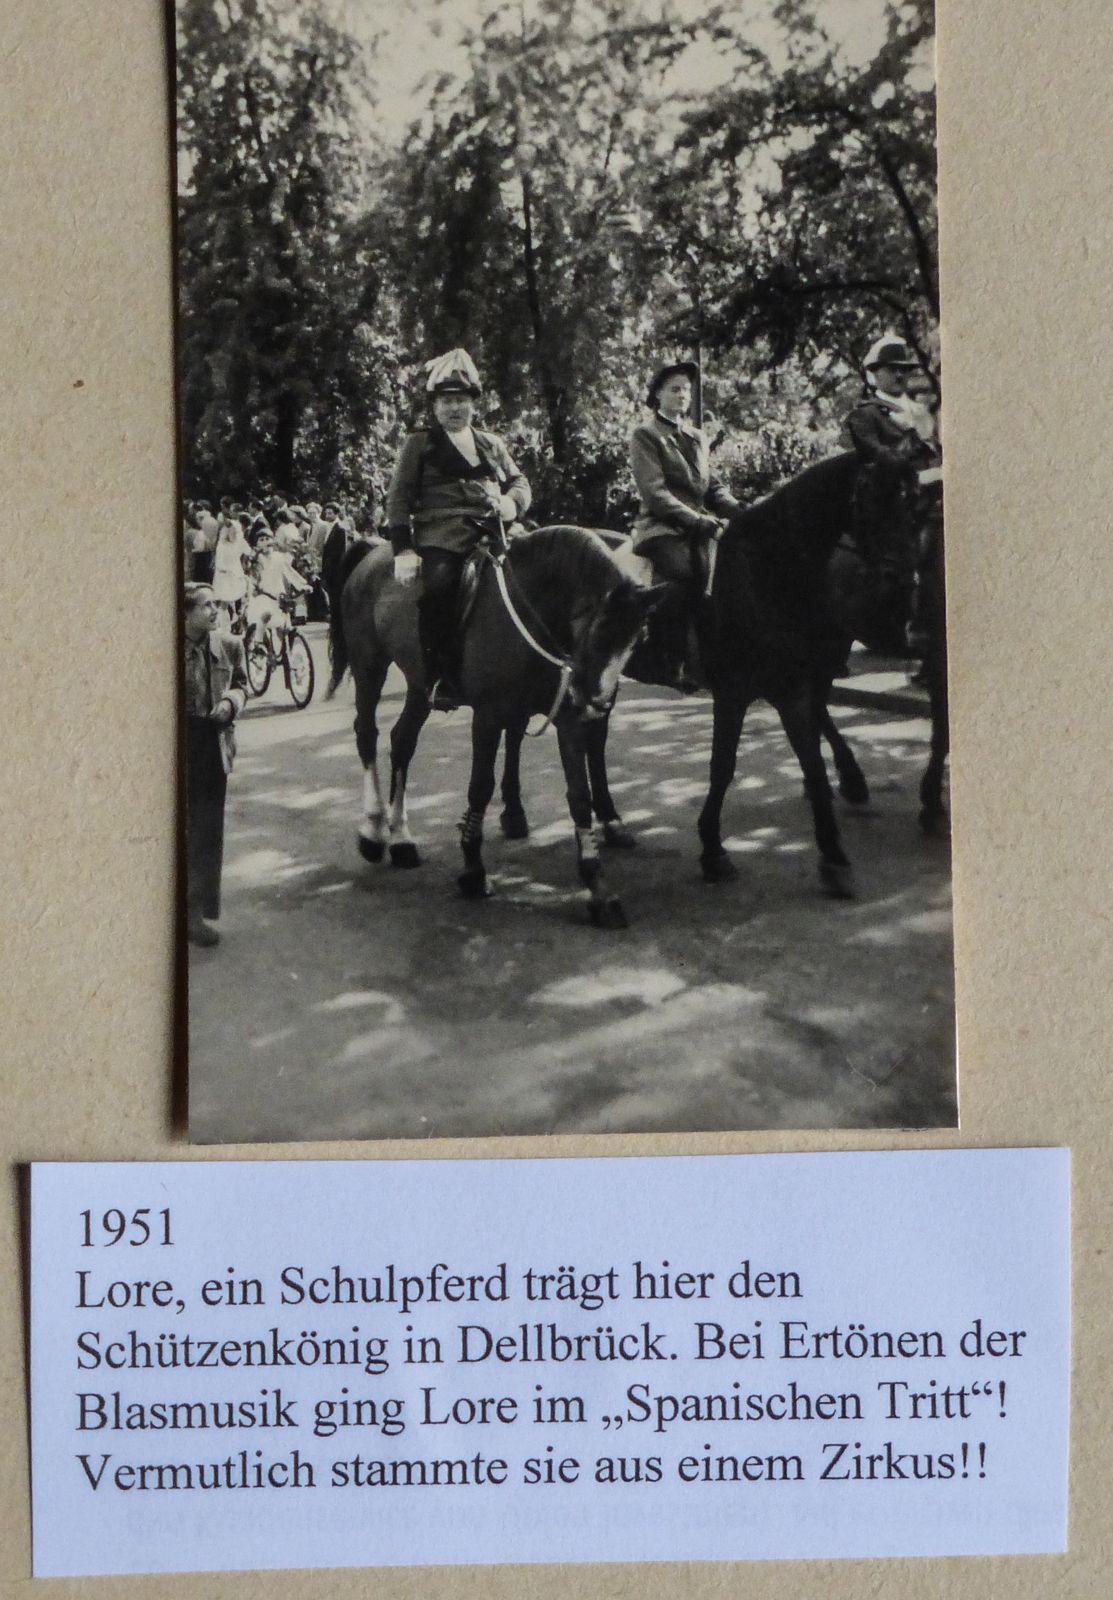 1951
Lore, ein Schulpferd trägt hier den
Schützenkönig in Dellbrück. Bei Ertönen der
Blasmusik ging Lore im „Spanischen Tritt“!
Vermutlich stammte sie aus einem Zirkus!!